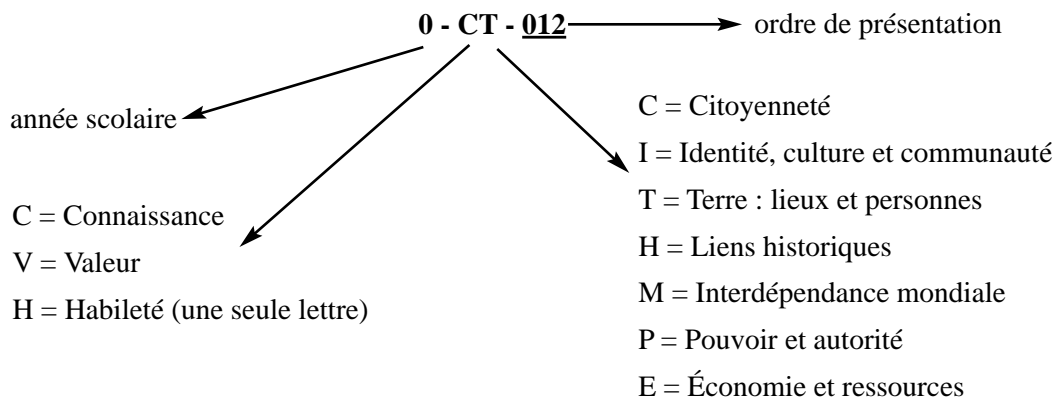 0 - CT - 012
ordre de présentation
année scolaire
C = Connaissance
V = Valeur
H = Habileté (une seule lettre)
C = Citoyenneté
I = Identité, culture et communauté
T = Terre : lieux et personnes
H = Liens historiques
M = Interdépendance mondiale
P = Pouvoir et autorité
E = Économie et ressources